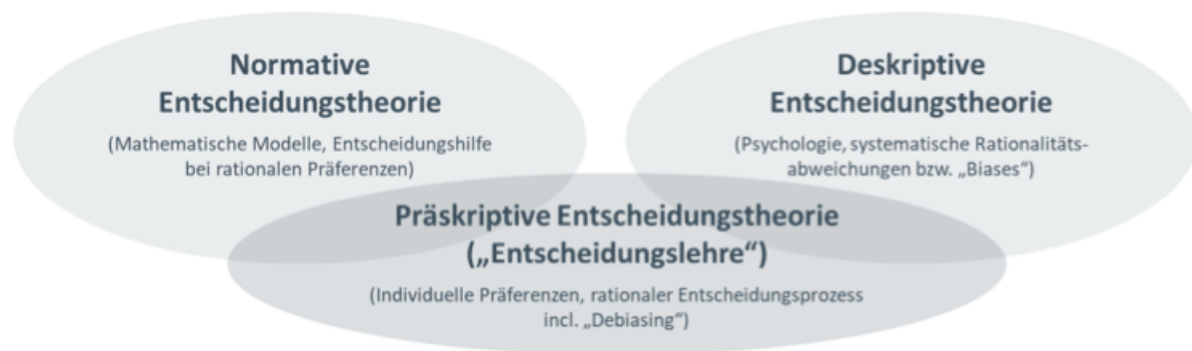 Normative
Entscheidungstheorie
(Mathematische Modelle, Entscheidungshilfe
bei rationalen Präferenzen)
Deskriptive
Entscheidungstheorie
(Psychologie, systematische Rationalitäts-
abweichungen bzw. „Biases“)
Präskriptive Entscheidungstheorie
(„Entscheidungslehre“)
(Individuelle Präferenzen, rationaler Entscheidungsprozess
incl. „Debiasing“)